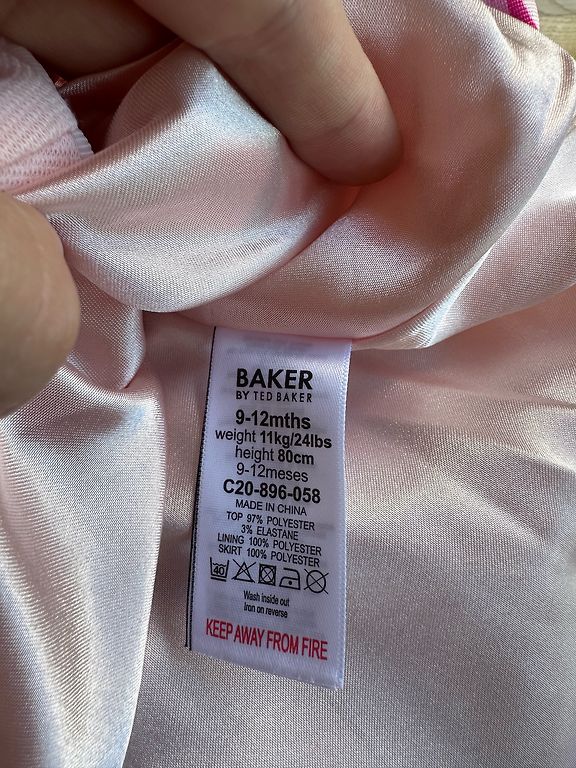 BAKER
BY TED BAKER
9-12mths
weight 11kg/24lbs
height 80cm
9-12meses
C20-896-058
MADE IN CHINA
TOP 97% POLYESTER
3% ELASTANE
LINING 100% POLYESTER
SKIRT 100% POLYESTER
40
Wash inside out
Iron on reverse
KEEP AWAY FROM FIRE